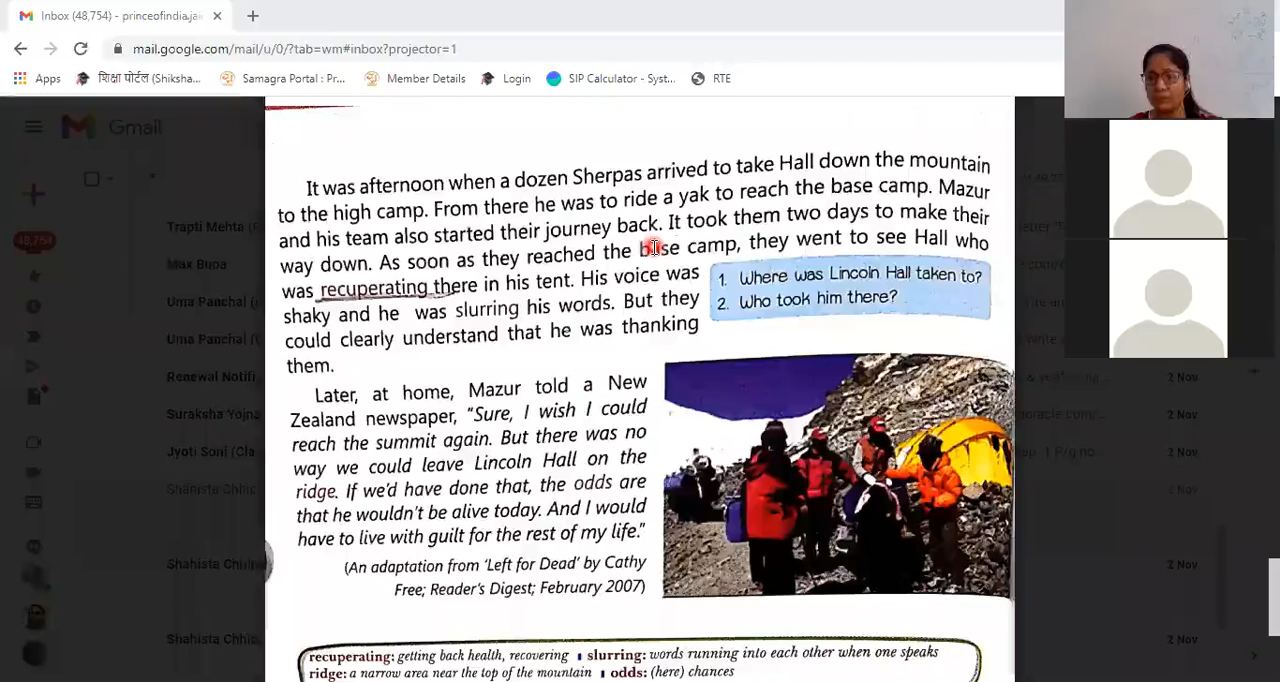 Inbox (48,754) - princeofindia.jai
mail.google.com/mail/u/0/?tab=wm#inbox?projector=1
Apps शिक्षा पोर्टल (Shiksha... Samagra Portal : Pr... Member Details Login SIP Calculator - Syst... RTE
Gmail
48,754
Trapti Mehta
Uma Panchal
Uma Panchal
Renewal Notifi
2 Nov
Suraksha Yojna
2 Nov
Jyoti Soni (Cla
2 Nov
2 Nov
2 Nov
2 Nov
It was afternoon when a dozen Sherpas arrived to take Hall down the mountain
to the high camp. From there he was to ride a yak to reach the base camp. Mazur
and his team also started their journey back. It took them two days to make their
way down. As soon as they reached the base camp, they went to see Hall who
was recuperating there in his tent. His voice was
shaky and he was slurring his words. But they
could clearly understand that he was thanking
them.
1. Where was Lincoln Hall taken to?
2. Who took him there?
Later, at home, Mazur told a New
Zealand newspaper, “Sure, I wish I could
reach the summit again. But there was no
way we could leave Lincoln Hall on the
ridge. If we’d have done that, the odds are
that he wouldn’t be alive today. And I would
have to live with guilt for the rest of my life.”
(An adaptation from ‘Left for Dead’ by Cathy
Free; Reader’s Digest; February 2007)
recuperating: getting back health, recovering slurring: words running into each other when one speaks
ridge: a narrow area near the top of the mountain odds: (here) chances